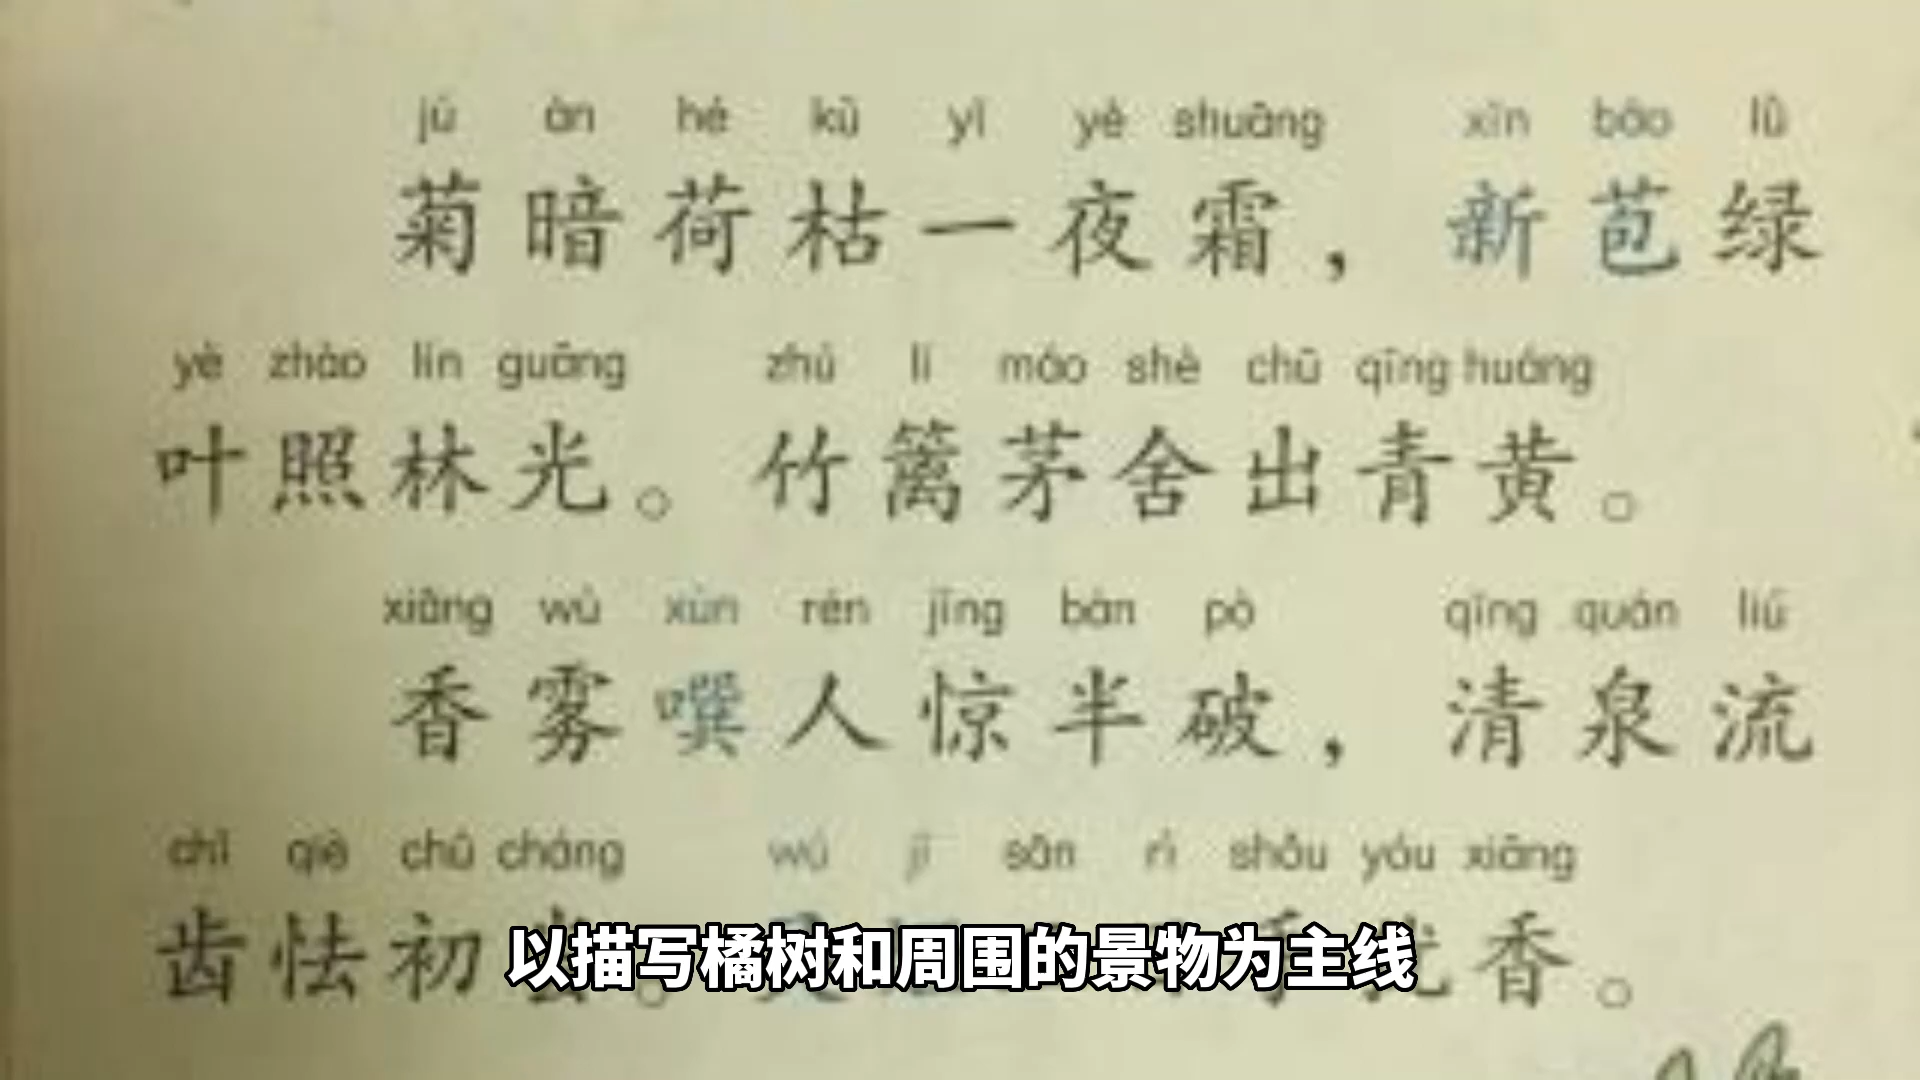 jú àn hé kū yí yè shuāng xīn bāo lǜ
菊暗荷枯一夜霜，新苞绿
yè zhào lín guāng zhú lí máo shè chū qīng huáng
叶照林光。竹篱茅舍出青黄。
xiāng wù xùn rén jīng bàn pò qīng quán liú
香雾噀人惊半破，清泉流
chǐ qiè chū cháng wú jī sān rì shǒu yóu xiāng
齿怯初香。
以描写橘树和周围的景物为主线